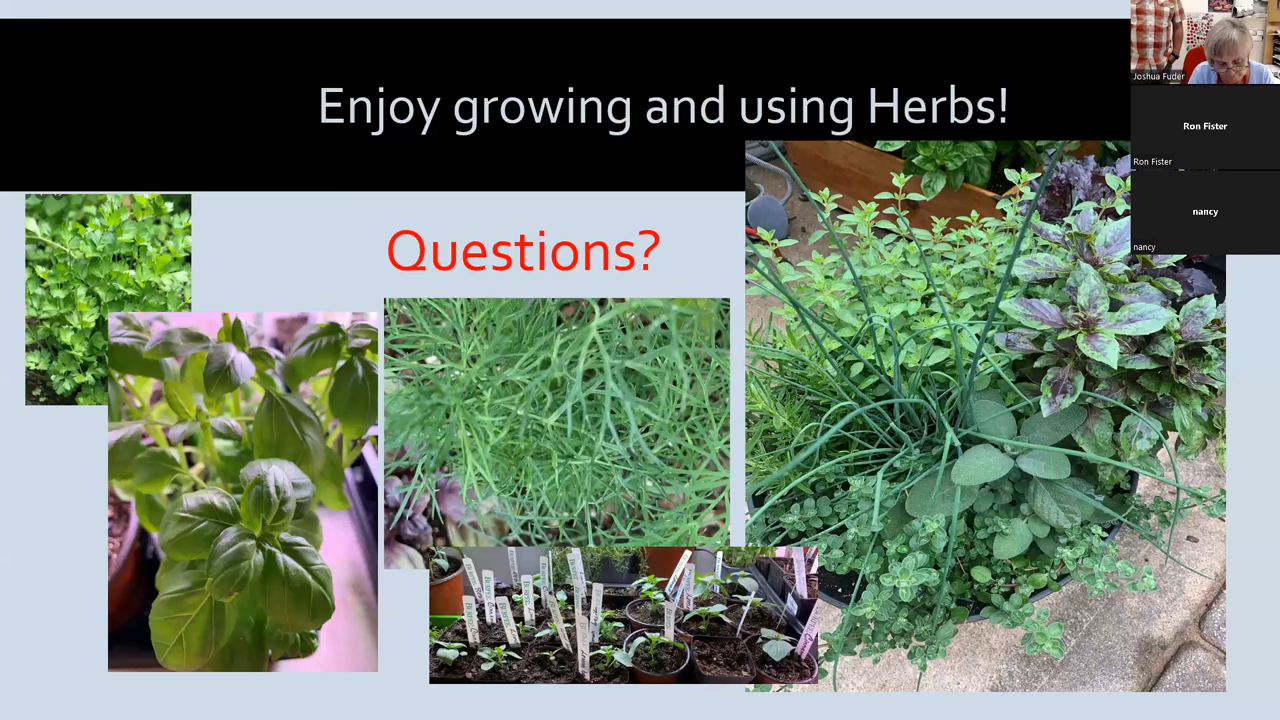 Enjoy growing and using Herbs!
Questions?
Joshua Fuder
Ron Fister
Ron Fister
nancy
nancy